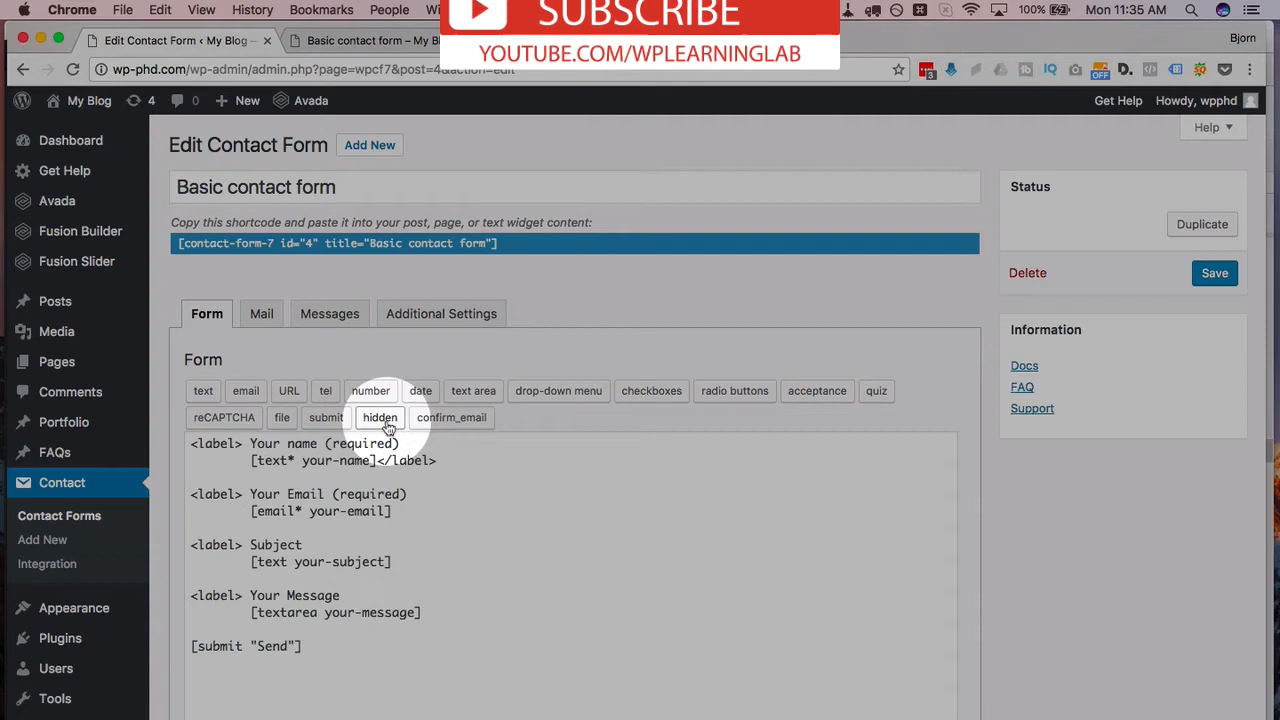 SUBSCRIBE
YOUTUBE.COM/WPLEARNINGLAB
Chrome File Edit View History Bookmarks People 100% Mon 11:35 AM
Edit Contact Form ‹ My Blog – Basic contact form – My Bl Bjorn
wp-phd.com/wp-admin/admin.php?page=wpcf7&post=4&action=edit
My Blog 4 0 New Avada Get Help Howdy, wpphd
Dashboard
Get Help
Avada
Fusion Builder
Fusion Slider
Posts
Media
Pages
Comments
Portfolio
FAQs
Contact
Contact Forms
Add New
Integration
Appearance
Plugins
Users
Tools
Help
Edit Contact Form Add New
Basic contact form
Copy this shortcode and paste it into your post, page, or text widget content:
[contact-form-7 id="4" title="Basic contact form"]
Form Mail Messages Additional Settings
Form
text email URL tel number date text area drop-down menu checkboxes radio buttons acceptance quiz
reCAPTCHA file submit hidden confirm_email
<label> Your name (required)
[text* your-name]</label>
<label> Your Email (required)
[email* your-email]
<label> Subject
[text your-subject]
<label> Your Message
[textarea your-message]
[submit "Send"]
Status
Duplicate
Delete Save
Information
Docs
FAQ
Support